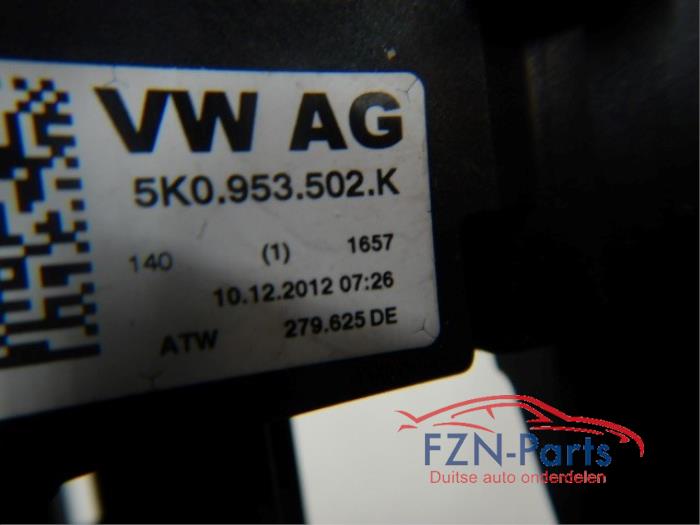 VW AG
5K0.953.502.K
140 (1) 1657
10.12.2012 07:26
ATW 279.625 DE
FZN-Parts
Duitse auto onderdelen